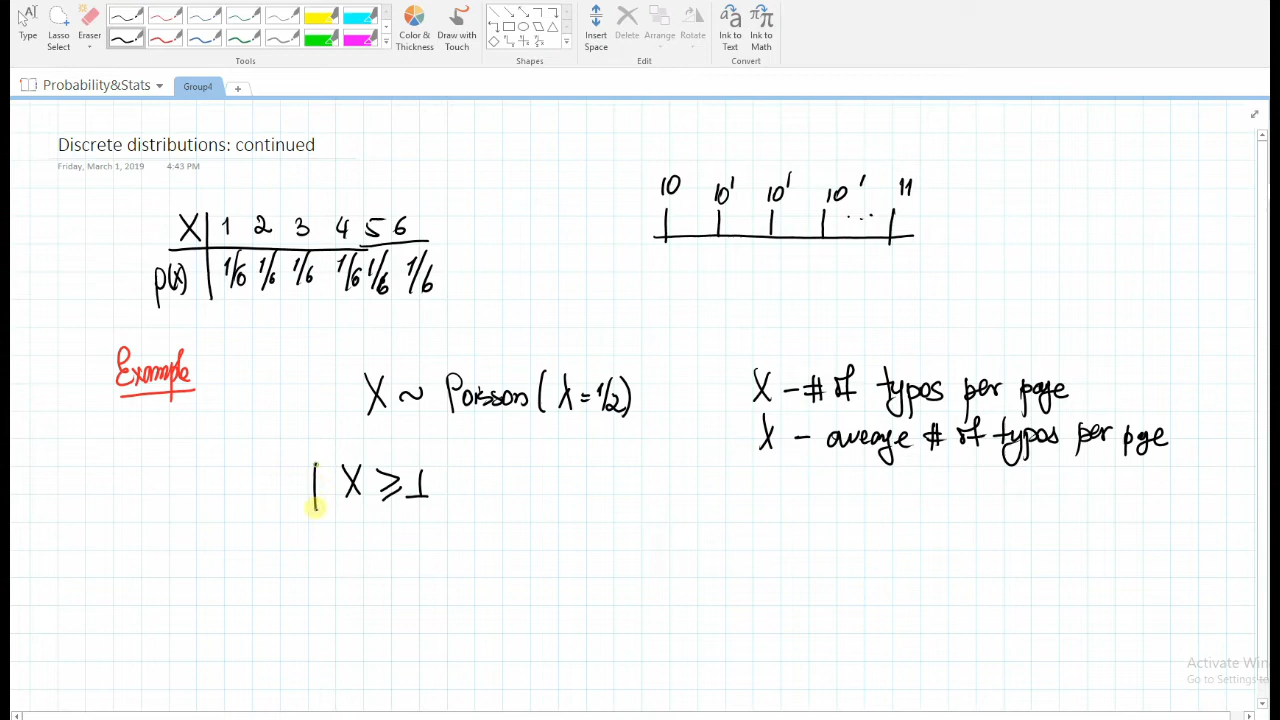 Type
Lasso Select
Eraser
Tools
Color & Thickness
Draw with Touch
Shapes
Insert Space
Delete
Arrange
Rotate
Edit
Ink to Text
Ink to Math
Convert
Probability&Stats
Group4
Discrete distributions: continued
Friday, March 1, 2019 4:43 PM
10 10' 10' 10' ... 11
X 1 2 3 4 5 6
p(x) 1/6 1/6 1/6 1/6 1/6 1/6
Example
X ~ Poisson ( λ = 1/2)
X - # of typos per page
λ - average # of typos per pge
| X ⩾ 1
Activate Win
Go to Settings to